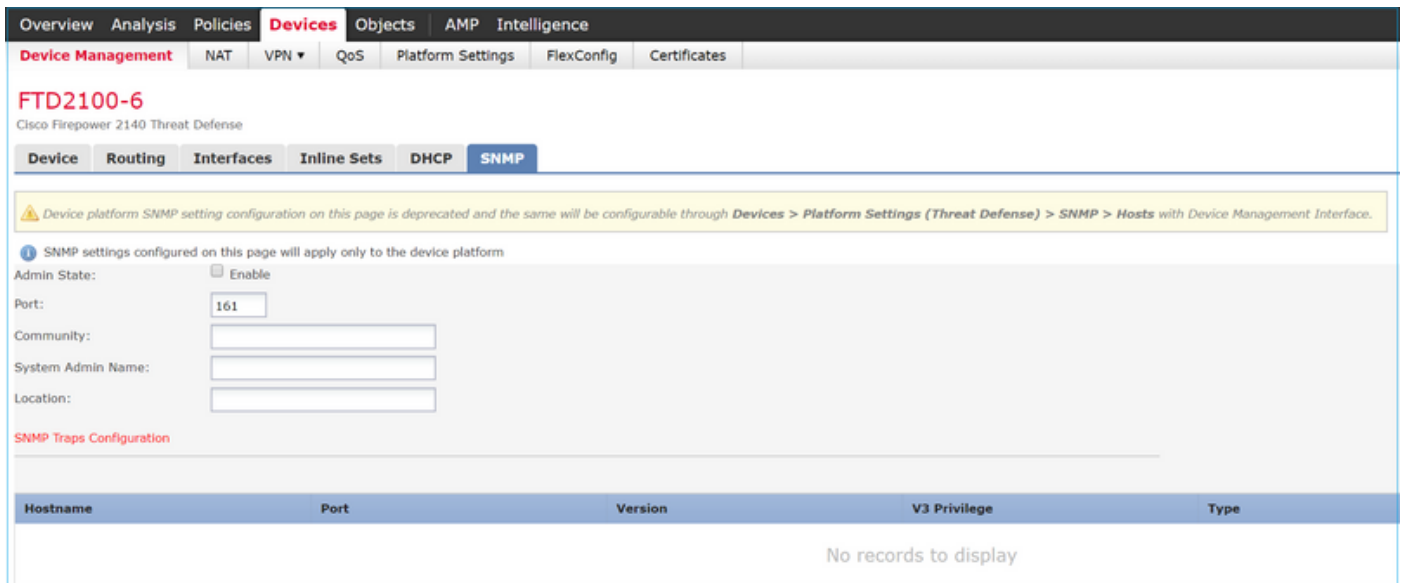 Overview Analysis Policies Devices Objects AMP Intelligence
Device Management NAT VPN ▾ QoS Platform Settings FlexConfig Certificates
FTD2100-6
Cisco Firepower 2140 Threat Defense
Device Routing Interfaces Inline Sets DHCP SNMP
Device platform SNMP setting configuration on this page is deprecated and the same will be configurable through Devices > Platform Settings (Threat Defense) > SNMP > Hosts with Device Management Interface.
SNMP settings configured on this page will apply only to the device platform
Admin State: Enable
Port: 161
Community:
System Admin Name:
Location:
SNMP Traps Configuration
Hostname Port Version V3 Privilege Type
No records to display